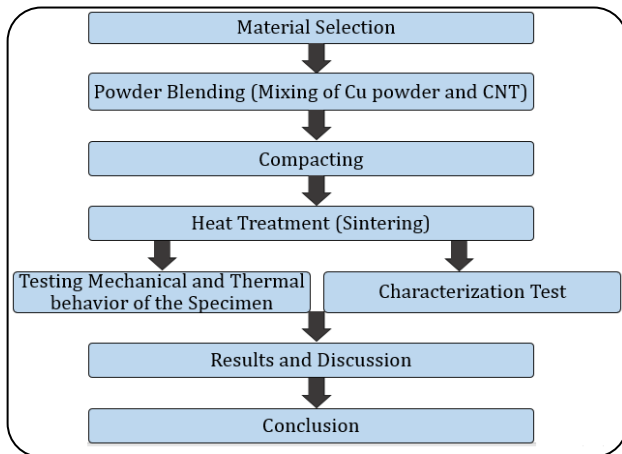 Material Selection
Powder Blending (Mixing of Cu powder and CNT)
Compacting
Heat Treatment (Sintering)
Testing Mechanical and Thermal
behavior of the Specimen
Characterization Test
Results and Discussion
Conclusion